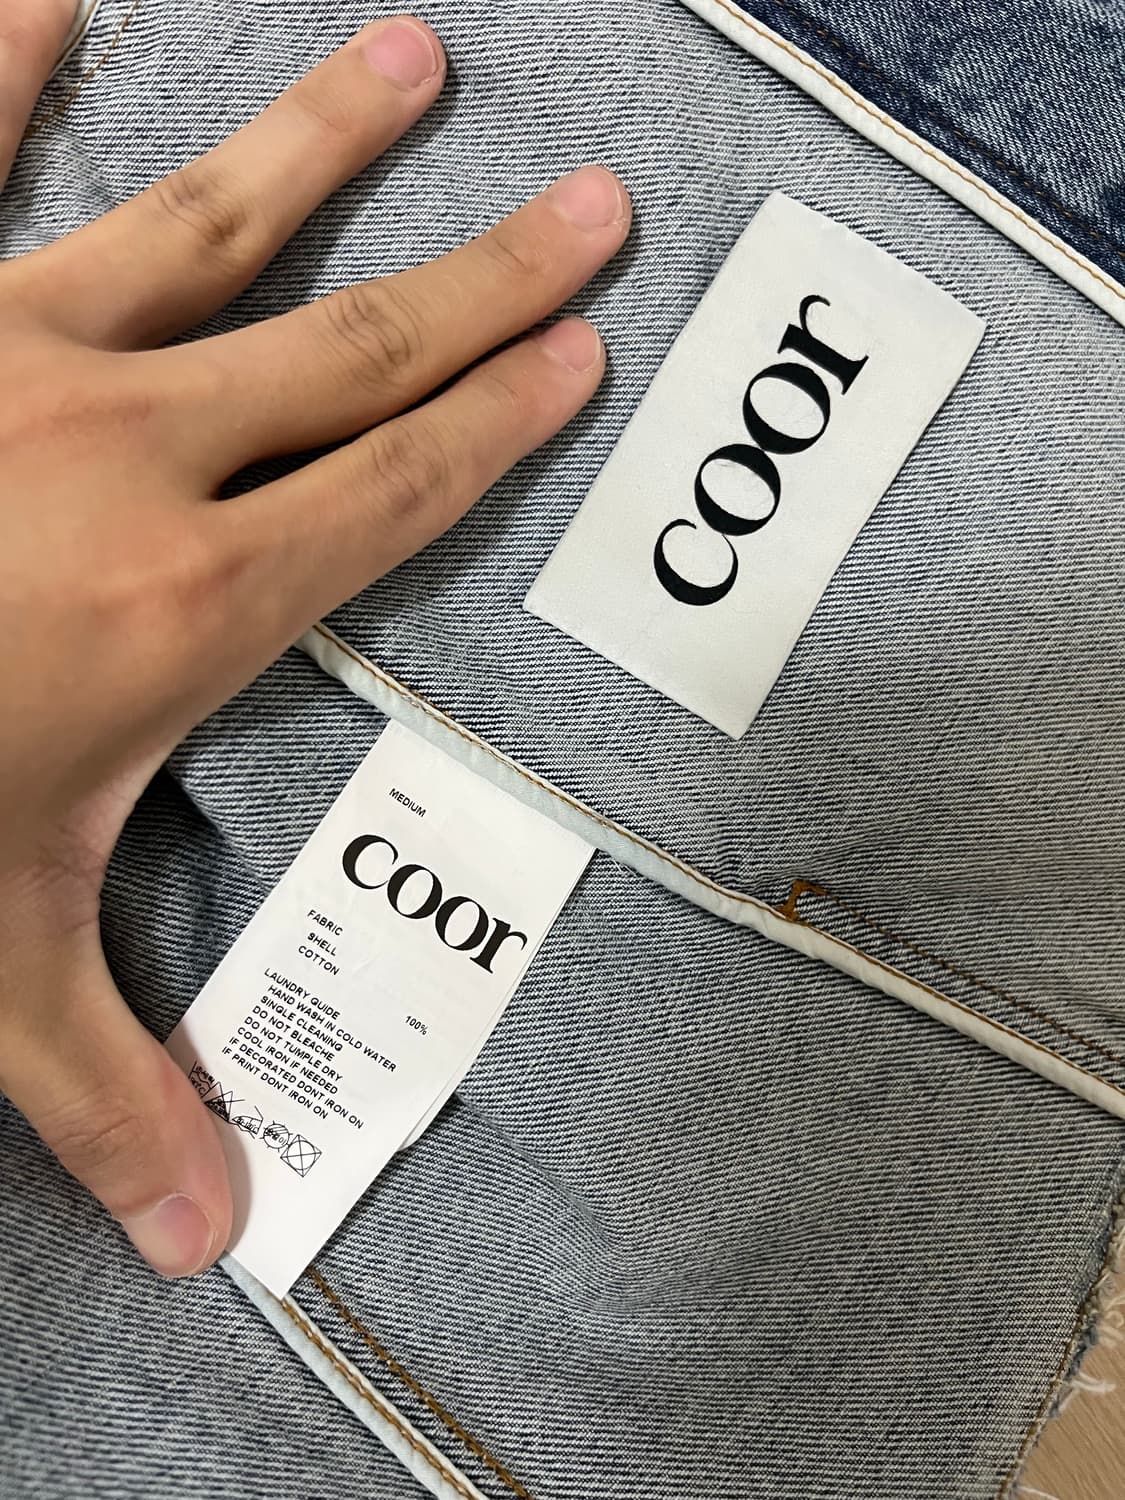 coor
MEDIUM
coor
FABRIC
SHELL
COTTON 100%
LAUNDRY GUIDE
HAND WASH IN COLD WATER
SINGLE CLEANING
DO NOT BLEACHE
DO NOT TUMPLE DRY
COOL IRON IF NEEDED
IF DECORATED DONT IRON ON
IF PRINT DONT IRON ON